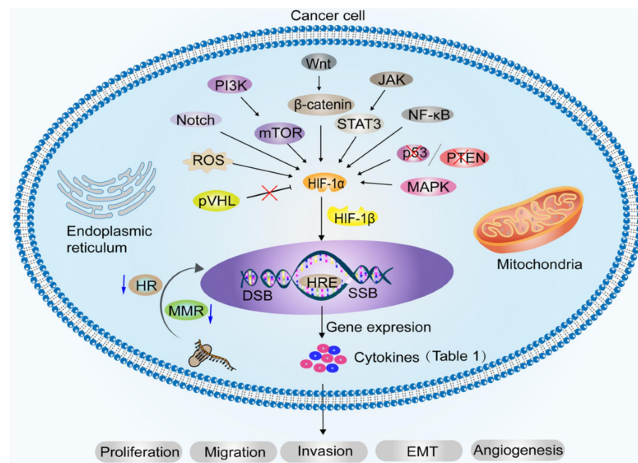 Cancer cell
Wnt
PI3K
JAK
β-catenin
Notch
mTOR
STAT3
NF-κB
ROS
p53
PTEN
pVHL
HIF-1α
MAPK
HIF-1β
Endoplasmic
reticulum
Mitochondria
HR
MMR
DSB
HRE
SSB
Gene expresion
Cytokines（Table 1）
Proliferation
Migration
Invasion
EMT
Angiogenesis